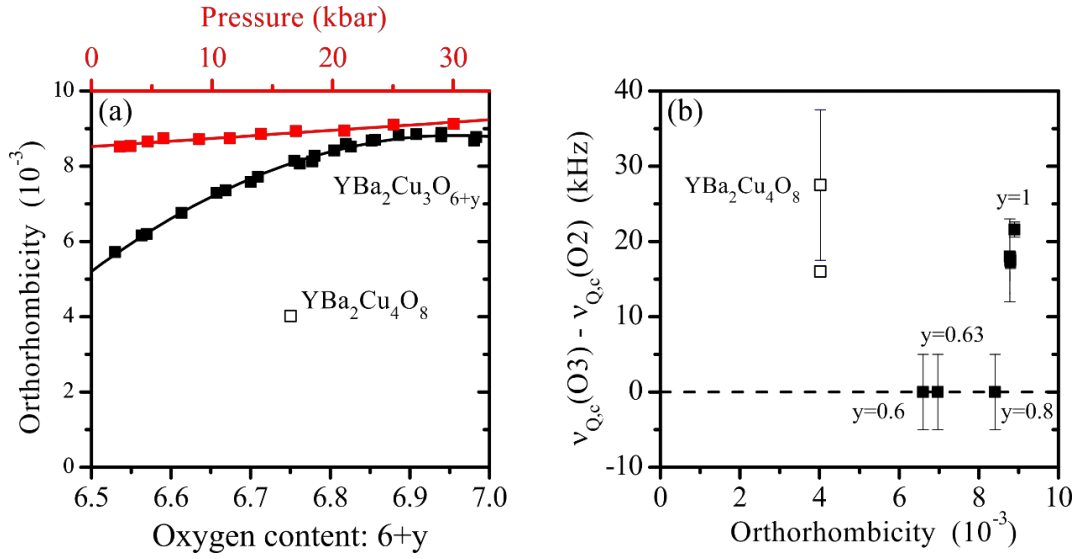 Pressure (kbar)
0 10 20 30
(a)
10
8
6
4
2
0
Orthorhombicity (10⁻³)
YBa₂Cu₃O₆₊y
YBa₂Cu₄O₈
6.5 6.6 6.7 6.8 6.9 7.0
Oxygen content: 6+y
(b)
40
30
20
10
0
-10
ν_Q,c(O3) - ν_Q,c(O2) (kHz)
YBa₂Cu₄O₈
y=1
y=0.63
y=0.6
y=0.8
0 2 4 6 8 10
Orthorhombicity (10⁻³)